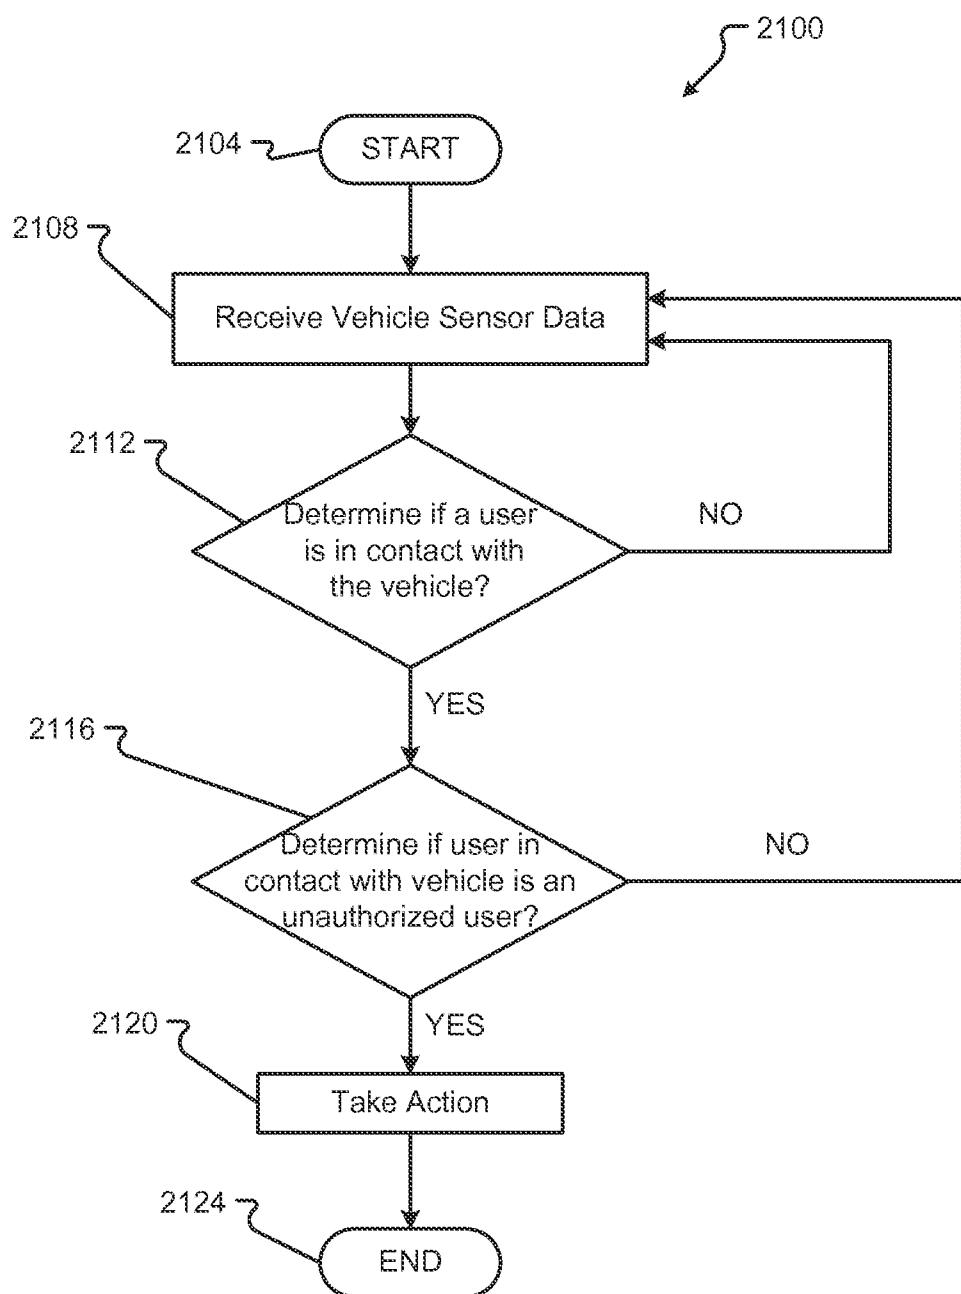 2100
2104
START
2108
Receive Vehicle Sensor Data
2112
Determine if a user
is in contact with
the vehicle?
NO
YES
2116
Determine if user in
contact with vehicle is an
unauthorized user?
NO
YES
2120
Take Action
2124
END